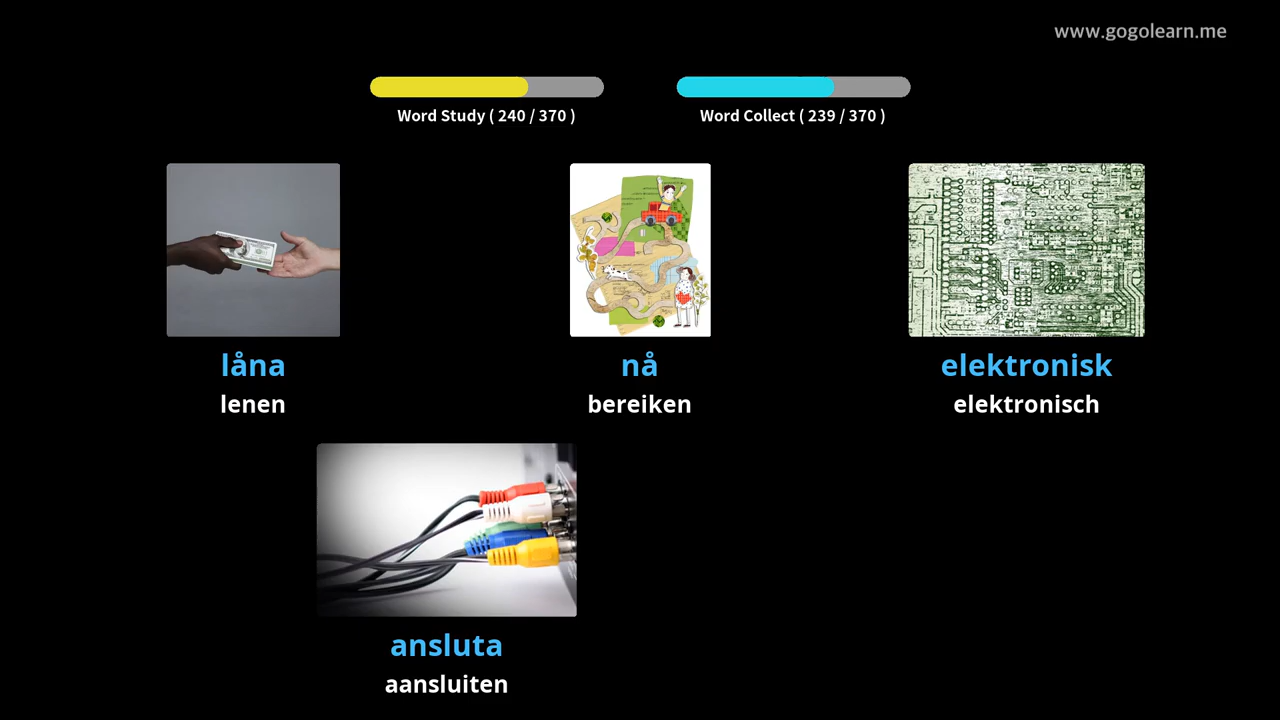 www.gogolearn.me
Word Study ( 240 / 370 )
Word Collect ( 239 / 370 )
låna
lenen
nå
bereiken
elektronisk
elektronisch
ansluta
aansluiten